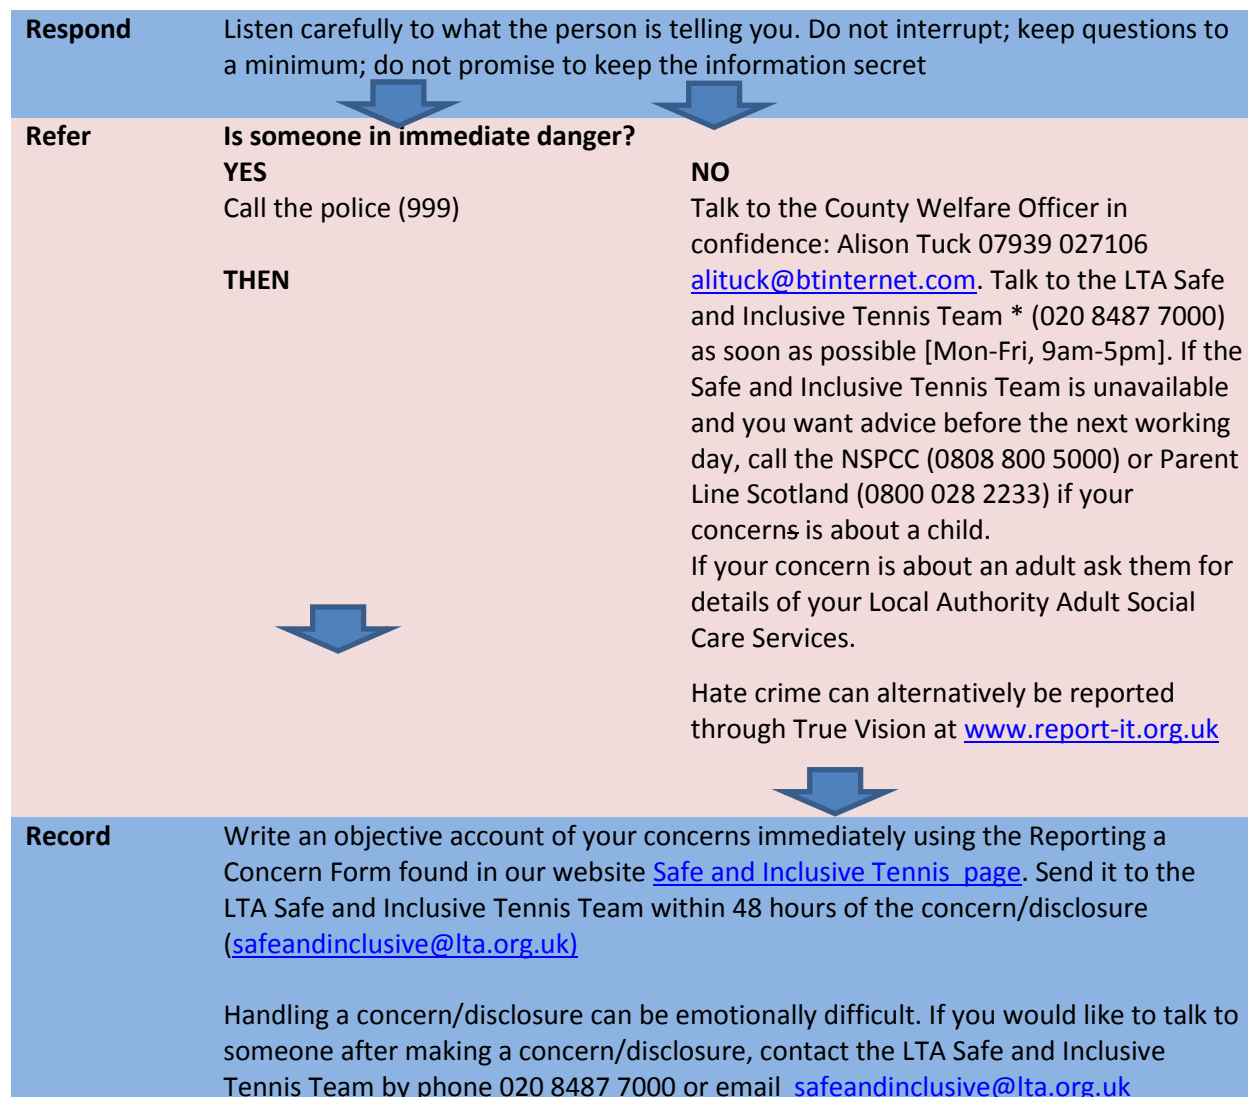 Respond Listen carefully to what the person is telling you. Do not interrupt; keep questions to
a minimum; do not promise to keep the information secret
Refer Is someone in immediate danger?
YES
Call the police (999)
THEN
NO
Talk to the County Welfare Officer in
confidence: Alison Tuck 07939 027106
alituck@btinternet.com. Talk to the LTA Safe
and Inclusive Tennis Team * (020 8487 7000)
as soon as possible [Mon-Fri, 9am-5pm]. If the
Safe and Inclusive Tennis Team is unavailable
and you want advice before the next working
day, call the NSPCC (0808 800 5000) or Parent
Line Scotland (0800 028 2233) if your
concerns is about a child.
If your concern is about an adult ask them for
details of your Local Authority Adult Social
Care Services.
Hate crime can alternatively be reported
through True Vision at www.report-it.org.uk
Record Write an objective account of your concerns immediately using the Reporting a
Concern Form found in our website Safe and Inclusive Tennis page. Send it to the
LTA Safe and Inclusive Tennis Team within 48 hours of the concern/disclosure
(safeandinclusive@lta.org.uk)
Handling a concern/disclosure can be emotionally difficult. If you would like to talk to
someone after making a concern/disclosure, contact the LTA Safe and Inclusive
Tennis Team by phone 020 8487 7000 or email safeandinclusive@lta.org.uk